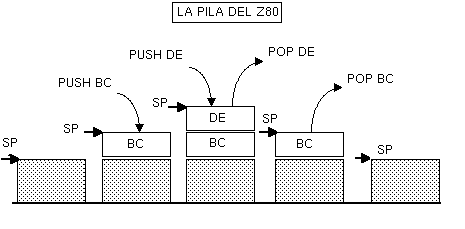 LA PILA DEL Z80
PUSH DE
POP DE
PUSH BC
POP BC
SP
DE
SP
BC
BC
SP
BC
SP
SP